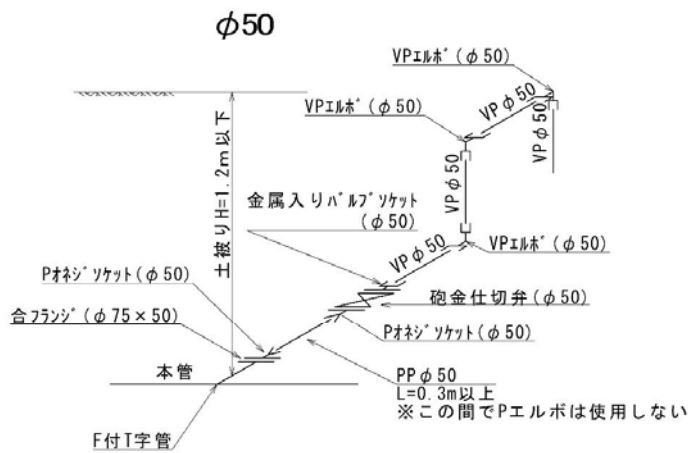 φ50
VPエルボ(φ50)
VPφ50
VPエルボ(φ50)
VPφ50
土被りH=1.2m以下
VPφ50
金属入りバルブソケット
(φ50)
VPφ50
VPエルボ(φ50)
Pオネジソケット(φ50)
砲金仕切弁(φ50)
合フランジ(φ75×50)
Pオネジソケット(φ50)
本管
PPφ50
L=0.3m以上
※この間でPエルボは使用しない
F付T字管